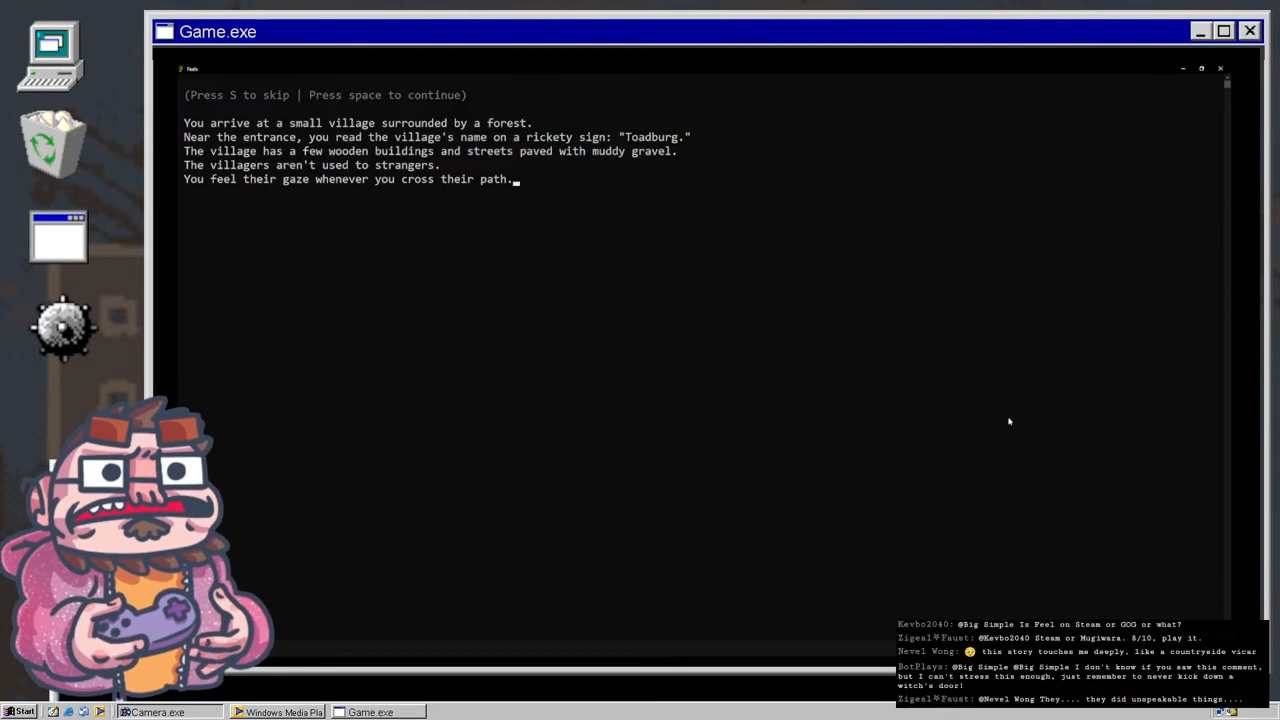 Game.exe
Feels
(Press S to skip | Press space to continue)
You arrive at a small village surrounded by a forest.
Near the entrance, you read the village's name on a rickety sign: "Toadburg."
The village has a few wooden buildings and streets paved with muddy gravel.
The villagers aren't used to strangers.
You feel their gaze whenever you cross their path.
Kevbo2040: @Big Simple Is Feel on Steam or GOG or what?
Zigeal⛧Faust: @Kevbo2040 Steam or Mugiwara. 8/10, play it.
Nevel Wong: 🥺 this story touches me deeply, like a countryside vicar
BotPlays: @Big Simple @Big Simple I don't know if you saw this comment,
but I can't stress this enough, just remember to never kick down a
witch's door!
Zigeal⛧Faust: @Nevel Wong They.... they did unspeakable things....
Start
Camera.exe
Windows Media Pla
Game.exe